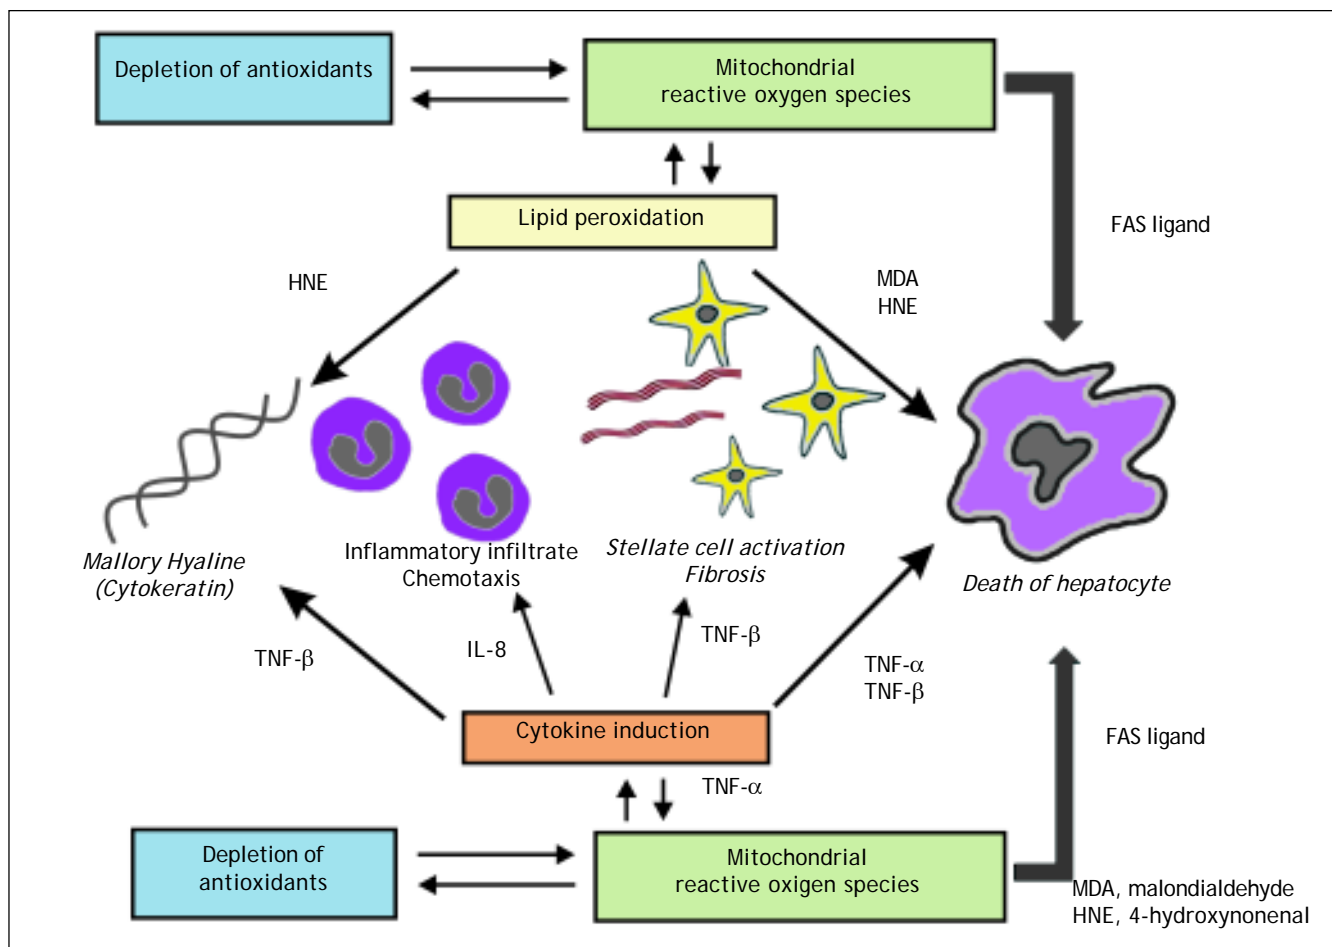 Depletion of antioxidants
Mitochondrial
reactive oxygen species
Lipid peroxidation
FAS ligand
HNE
MDA
HNE
Mallory Hyaline
(Cytokeratin)
Inflammatory infiltrate
Chemotaxis
Stellate cell activation
Fibrosis
Death of hepatocyte
TNF-β
IL-8
TNF-β
TNF-α
TNF-β
Cytokine induction
FAS ligand
TNF-α
Depletion of
antioxidants
Mitochondrial
reactive oxigen species
MDA, malondialdehyde
HNE, 4-hydroxynonenal